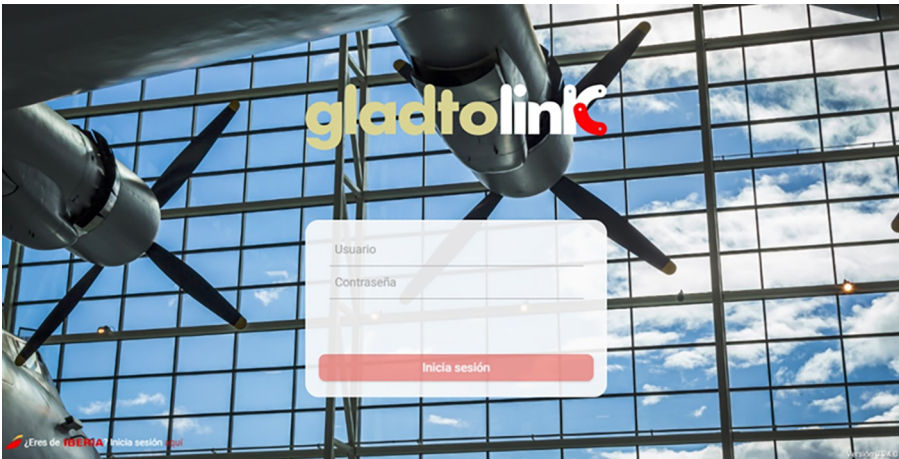 gladtolink
Usuario
Contraseña
Inicia sesión
¿Eres de IBERIA? Inicia sesión aquí